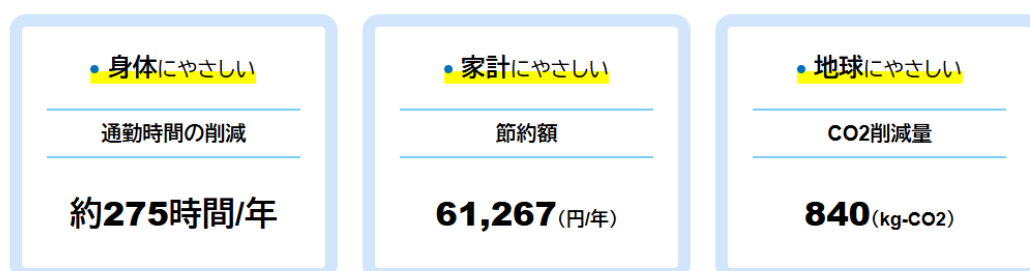 • 身体にやさしい
通勤時間の削減
約275時間/年
• 家計にやさしい
節約額
61,267(円/年)
• 地球にやさしい
CO2削減量
840(kg-CO2)